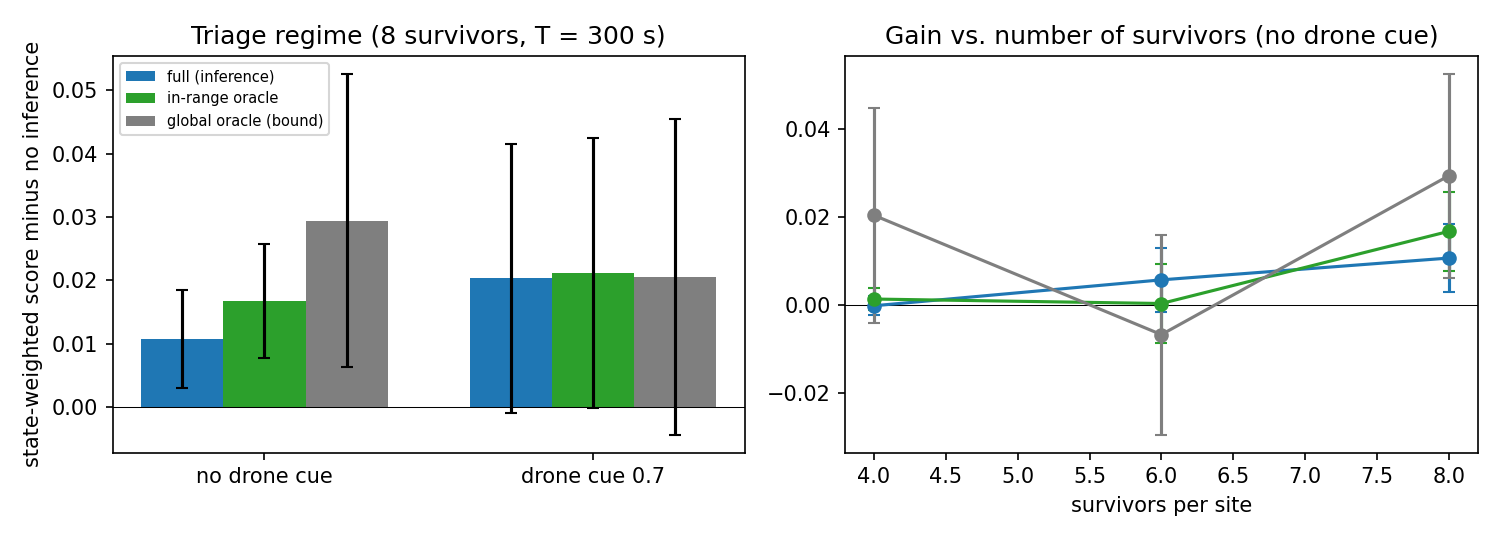 Triage regime (8 survivors, T = 300 s)
state-weighted score minus no inference
0.05
0.04
0.03
0.02
0.01
0.00
full (inference)
in-range oracle
global oracle (bound)
no drone cue
drone cue 0.7
Gain vs. number of survivors (no drone cue)
0.04
0.02
0.00
−0.02
4.0 4.5 5.0 5.5 6.0 6.5 7.0 7.5 8.0
survivors per site